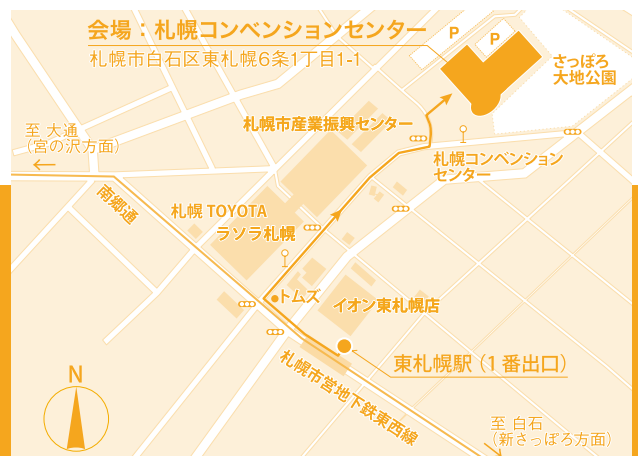 会場：札幌コンベンションセンター
札幌市白石区東札幌6条1丁目1-1
P
P
さっぽろ
大地公園
札幌市産業振興センター
至 大通
（宮の沢方面）
札幌コンベンション
センター
南郷通
札幌 TOYOTA
ラソラ札幌
トムズ
イオン東札幌店
東札幌駅（1番出口）
札幌市営地下鉄東西線
N
至 白石
（新さっぽろ方面）